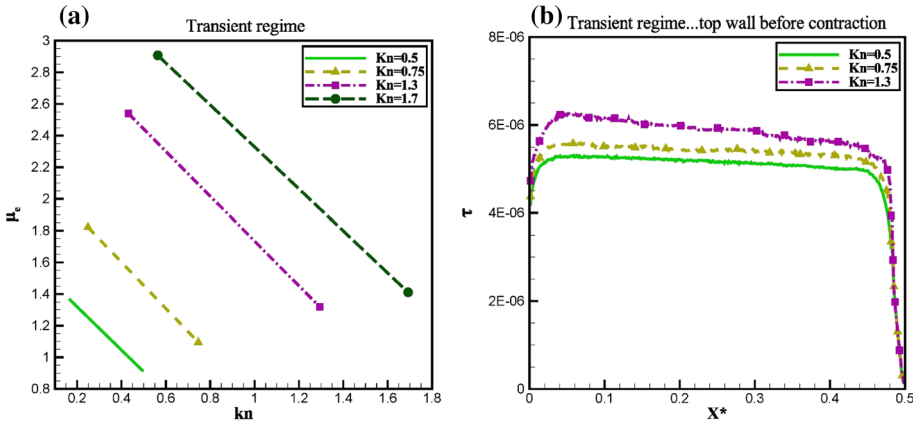 (a)
Transient regime
μe
3
2.8
2.6
2.4
2.2
2
1.8
1.6
1.4
1.2
1
0.8
Kn=0.5
Kn=0.75
Kn=1.3
Kn=1.7
0.2 0.4 0.6 0.8 1 1.2 1.4 1.6 1.8
kn
(b)
Transient regime...top wall before contraction
τ
8E-06
6E-06
4E-06
2E-06
0
Kn=0.5
Kn=0.75
Kn=1.3
0 0.1 0.2 0.3 0.4 0.5
X*